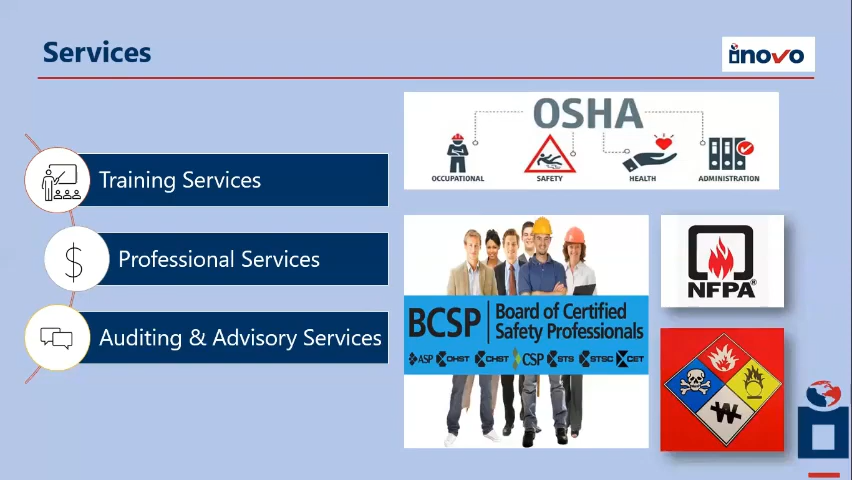 Services
inovo
Training Services
Professional Services
Auditing & Advisory Services
OSHA
OCCUPATIONAL
SAFETY
HEALTH
ADMINISTRATION
BCSP
Board of Certified
Safety Professionals
ASP OHST CHST CSP STS STSC CET
NFPA®
W